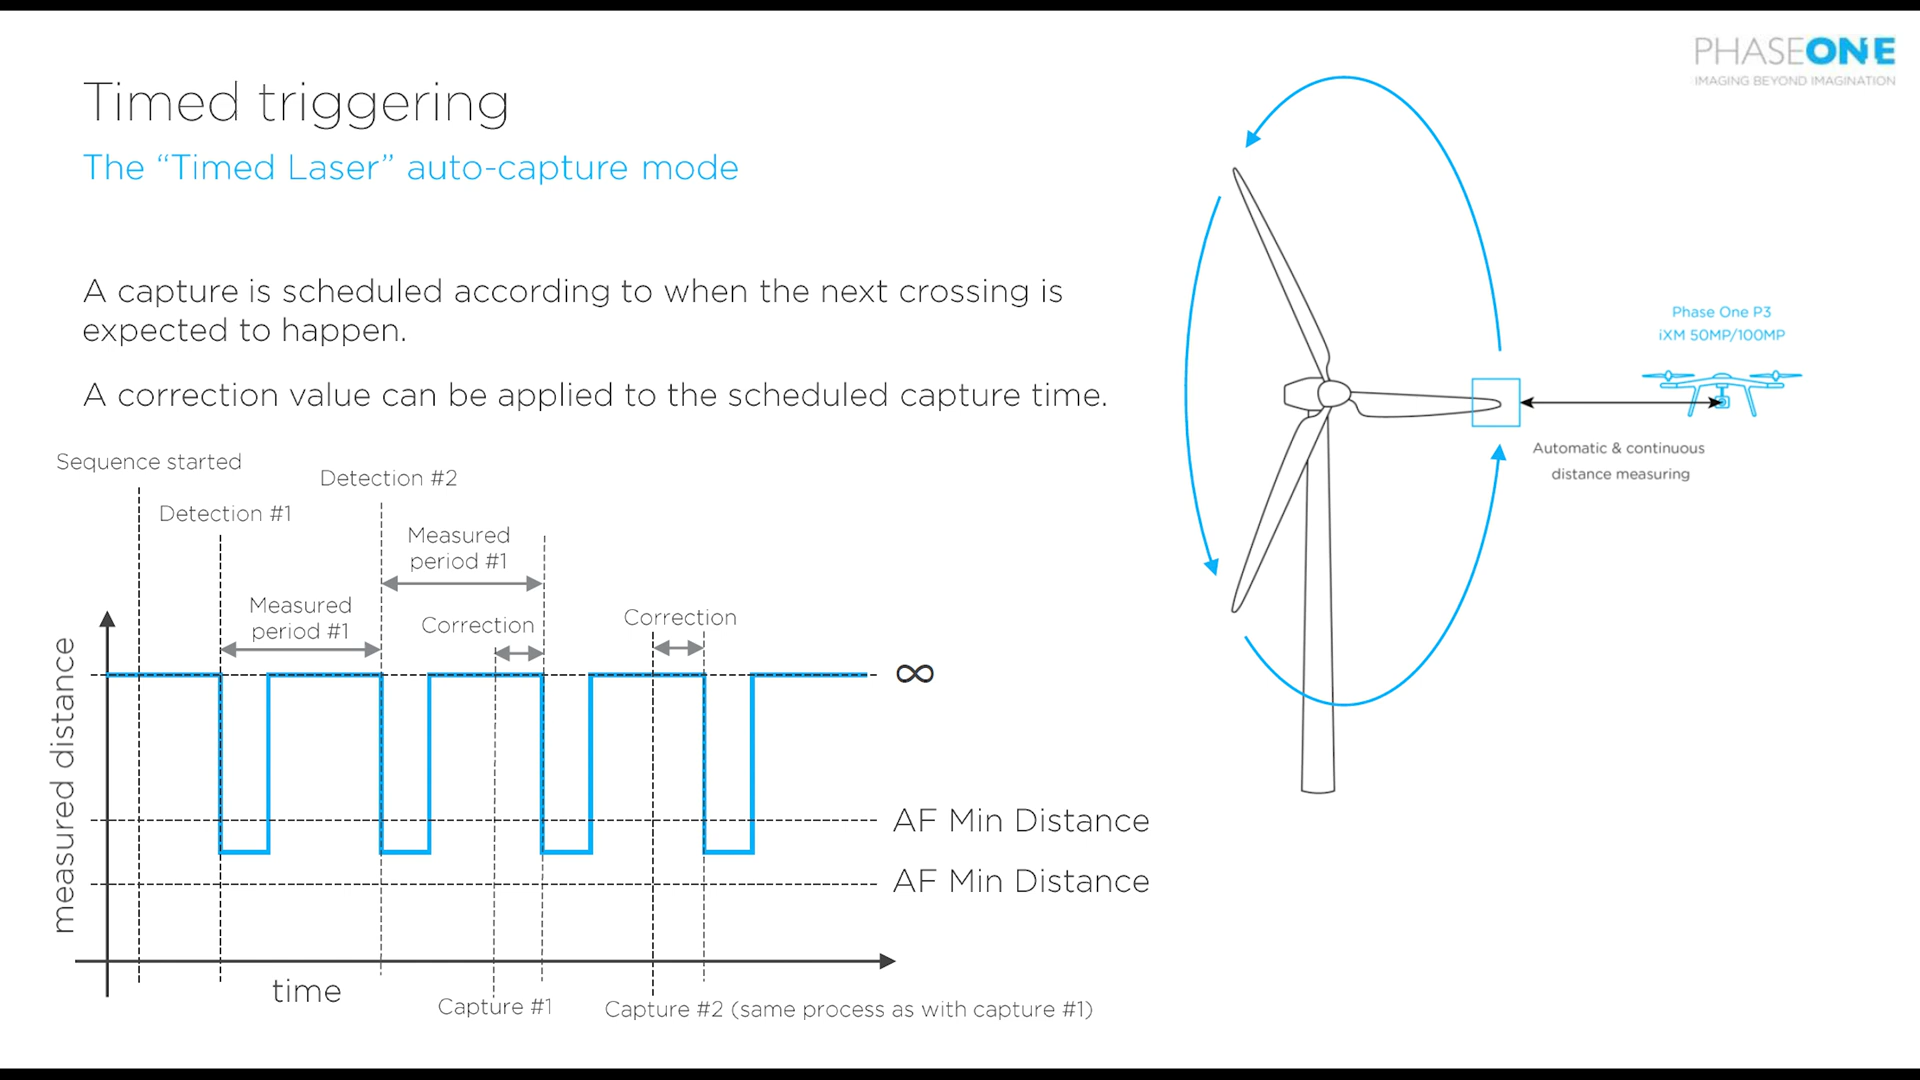 PHASEONE
IMAGING BEYOND IMAGINATION
Timed triggering
The “Timed Laser” auto-capture mode
A capture is scheduled according to when the next crossing is
expected to happen.
A correction value can be applied to the scheduled capture time.
Phase One P3
iXM 50MP/100MP
Automatic & continuous
distance measuring
Sequence started
Detection #2
Detection #1
Measured
period #1
Measured
period #1
Correction
Correction
measured distance
∞
AF Min Distance
AF Min Distance
time
Capture #1
Capture #2 (same process as with capture #1)